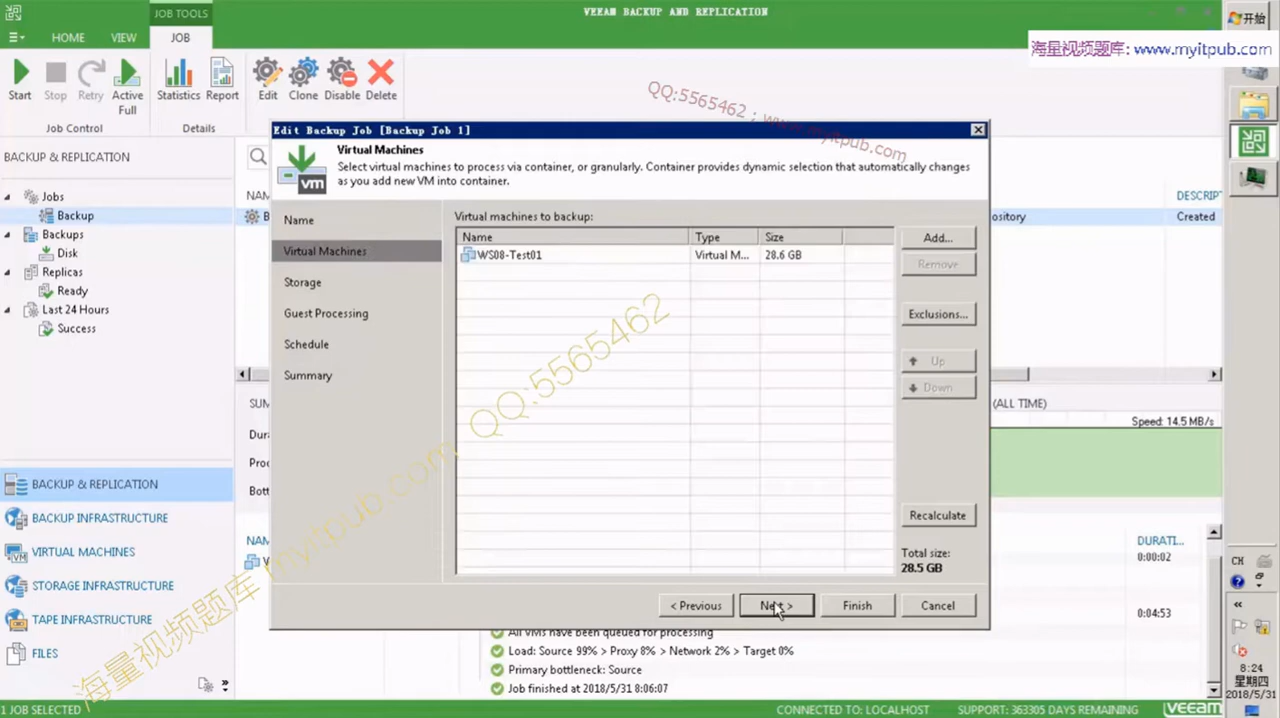 VEEAM BACKUP AND REPLICATION
JOB TOOLS
HOME
VIEW
JOB
开始
海量视频题库: www.myitpub.com
Start
Stop
Retry
Active Full
Statistics
Report
Edit
Clone
Disable
Delete
Job Control
Details
QQ:5565462 ; www.myitpub.com
BACKUP & REPLICATION
Jobs
Backup
Backups
Disk
Replicas
Ready
Last 24 Hours
Success
BACKUP & REPLICATION
BACKUP INFRASTRUCTURE
VIRTUAL MACHINES
STORAGE INFRASTRUCTURE
TAPE INFRASTRUCTURE
FILES
Edit Backup Job [Backup Job 1]
Virtual Machines
Select virtual machines to process via container, or granularly. Container provides dynamic selection that automatically changes
as you add new VM into container.
Name
Virtual Machines
Storage
Guest Processing
Schedule
Summary
Virtual machines to backup:
Name Type Size
WS08-Test01 Virtual M... 28.6 GB
Add...
Remove
Exclusions...
Up
Down
Recalculate
Total size:
28.5 GB
< Previous
Next >
Finish
Cancel
NAM
DESCRIPT
B
ository
Created
SUM
(ALL TIME)
Dura
Speed: 14.5 MB/s
Proc
Bott
NAM
DURATI...
0:00:02
0:04:53
All VMs have been queued for processing
Load: Source 99% > Proxy 8% > Network 2% > Target 0%
Primary bottleneck: Source
Job finished at 2018/5/31 8:06:07
海量视频题库 myitpub.com QQ:5565462
CH
8:24
星期四
2018/5/31
1 JOB SELECTED
CONNECTED TO: LOCALHOST
SUPPORT: 363305 DAYS REMAINING
VEEAM